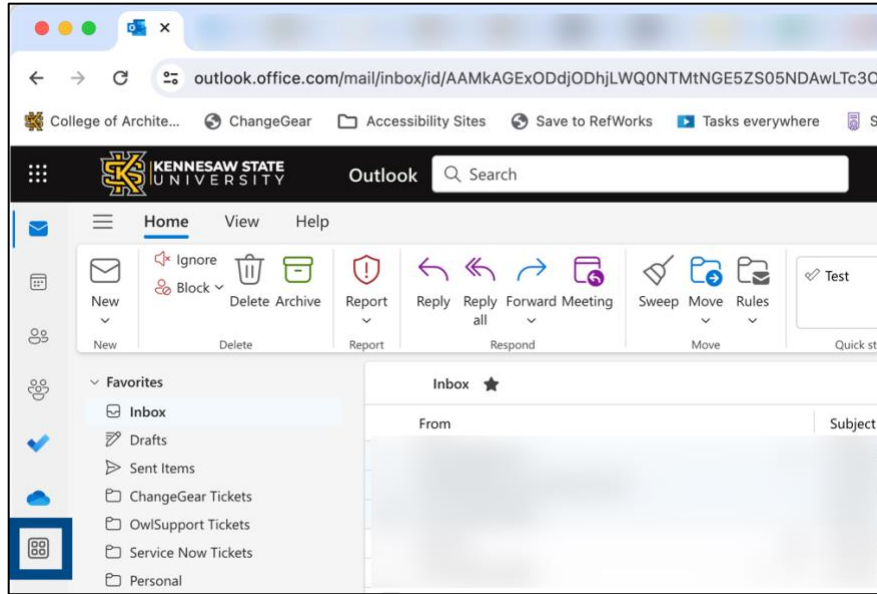 outlook.office.com/mail/inbox/id/AAMkAGExODdjODhjLWQ0NTMtNGE5ZS05NDAwLTc3O
College of Archite... ChangeGear Accessibility Sites Save to RefWorks Tasks everywhere S
KENNESAW STATE
UNIVERSITY
Outlook Search
Home View Help
Ignore
Block
New Delete Archive Report Reply Reply all Forward Meeting Sweep Move Rules Test
New Delete Report Respond Move Quick st
Favorites
Inbox
From Subject
Inbox
Drafts
Sent Items
ChangeGear Tickets
OwlSupport Tickets
Service Now Tickets
Personal